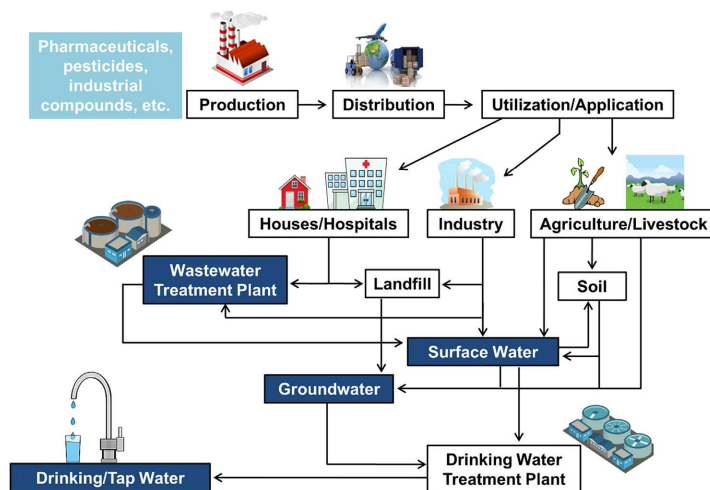 Pharmaceuticals,
pesticides,
industrial
compounds, etc.
Production
Distribution
Utilization/Application
Houses/Hospitals
Industry
Agriculture/Livestock
Wastewater
Treatment Plant
Landfill
Soil
Surface Water
Groundwater
Drinking Water
Treatment Plant
Drinking/Tap Water